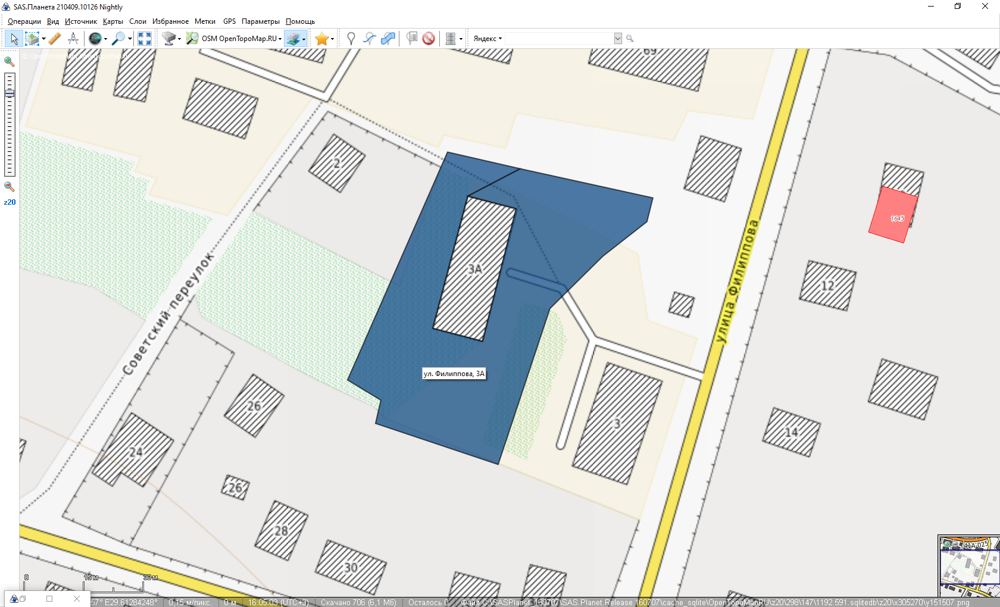 SAS.Планета 210409.10126 Nightly
Операции Вид Источник Карты Слои Избранное Метки GPS Параметры Помощь
OSM OpenTopoMap.RU
Яндекс
© OpenStreetMap, OpenTopoMap.ru
z20
69
2
3А
1645
12
улица Филиппова
Советский переулок
ул. Филиппова, 3А
26
3
14
24
26
28
30
41А-025
0 15 м 30 м
57° E29.61284248° 0,15 м/пикс. 0 м 16:05:03 (UTC+3) Скачано 706 (6,1 Мб) Осталось 0 Файл C:\SASPlanet_160707\SAS.Planet.Release.160707\cache_sqlite\OpenTopoMapRU\z20\298\147\1192.591.sqlitedb\z20\x305270\y151507.png